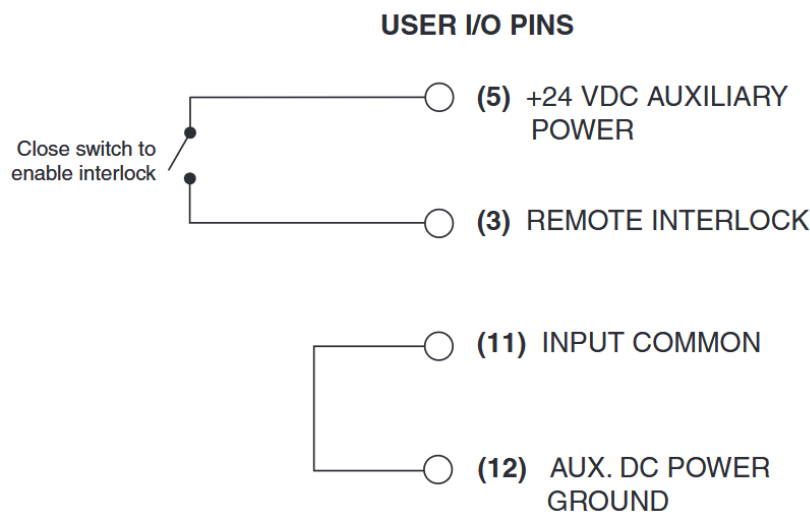 USER I/O PINS
(5) +24 VDC AUXILIARY
POWER
Close switch to
enable interlock
(3) REMOTE INTERLOCK
(11) INPUT COMMON
(12) AUX. DC POWER
GROUND